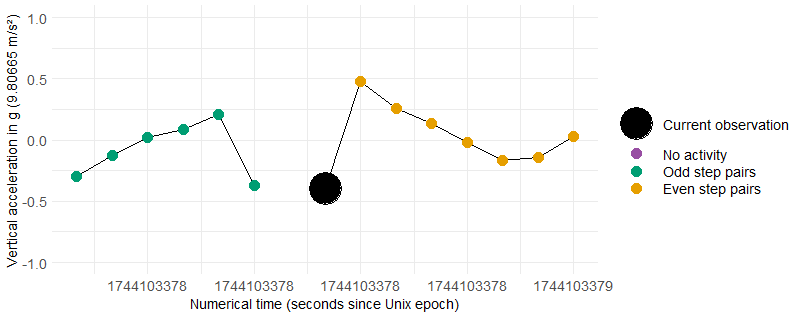 Vertical acceleration in g (9.80665 m/s²)
1.0
0.5
0.0
-0.5
-1.0
1744103378 1744103378 1744103378 1744103378 1744103379
Numerical time (seconds since Unix epoch)
Current observation
No activity
Odd step pairs
Even step pairs